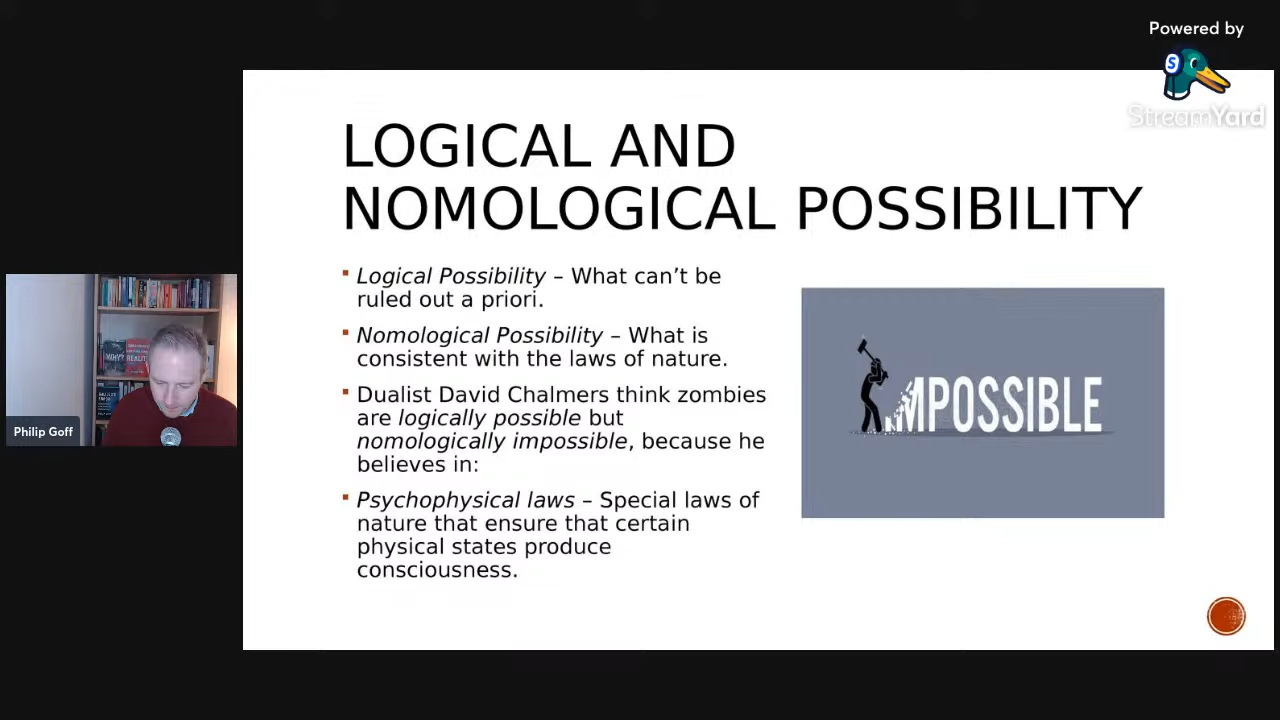 Powered by
S
StreamYard
LOGICAL AND
NOMOLOGICAL POSSIBILITY
Logical Possibility – What can't be
ruled out a priori.
Nomological Possibility – What is
consistent with the laws of nature.
Dualist David Chalmers think zombies
are logically possible but
nomologically impossible, because he
believes in:
Psychophysical laws – Special laws of
nature that ensure that certain
physical states produce
consciousness.
MPOSSIBLE
WHY?
Philip Goff